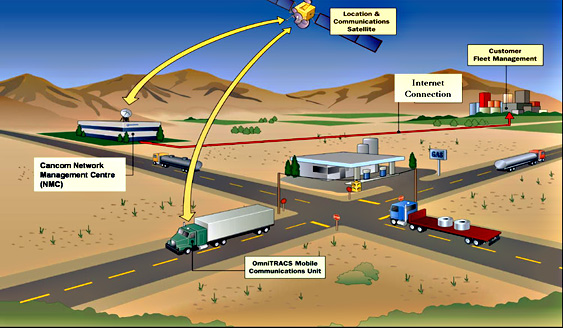 Location &
Communications
Satellite
Customer
Fleet Management
Internet
Connection
Cancom Network
Management Centre
(NMC)
GAS
OmniTRACS Mobile
Communications Unit